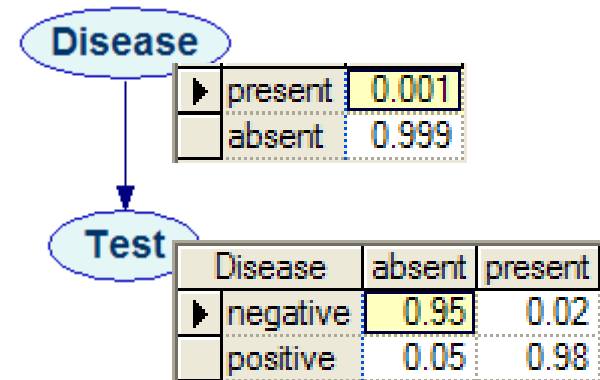 Disease
present 0.001
absent 0.999
Test
Disease absent present
negative 0.95 0.02
positive 0.05 0.98